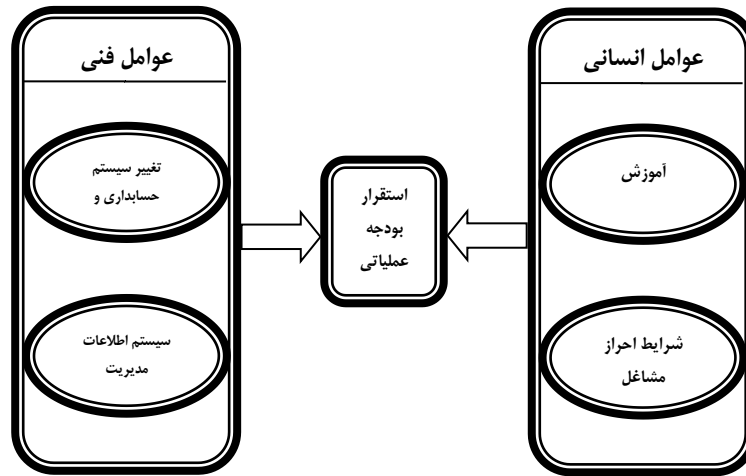 عوامل انسانی
آموزش
شرایط احراز
مشاغل
استقرار
بودجه
عملیاتی
عوامل فنی
تغییر سیستم
حسابداری و
سیستم اطلاعات
مدیریت